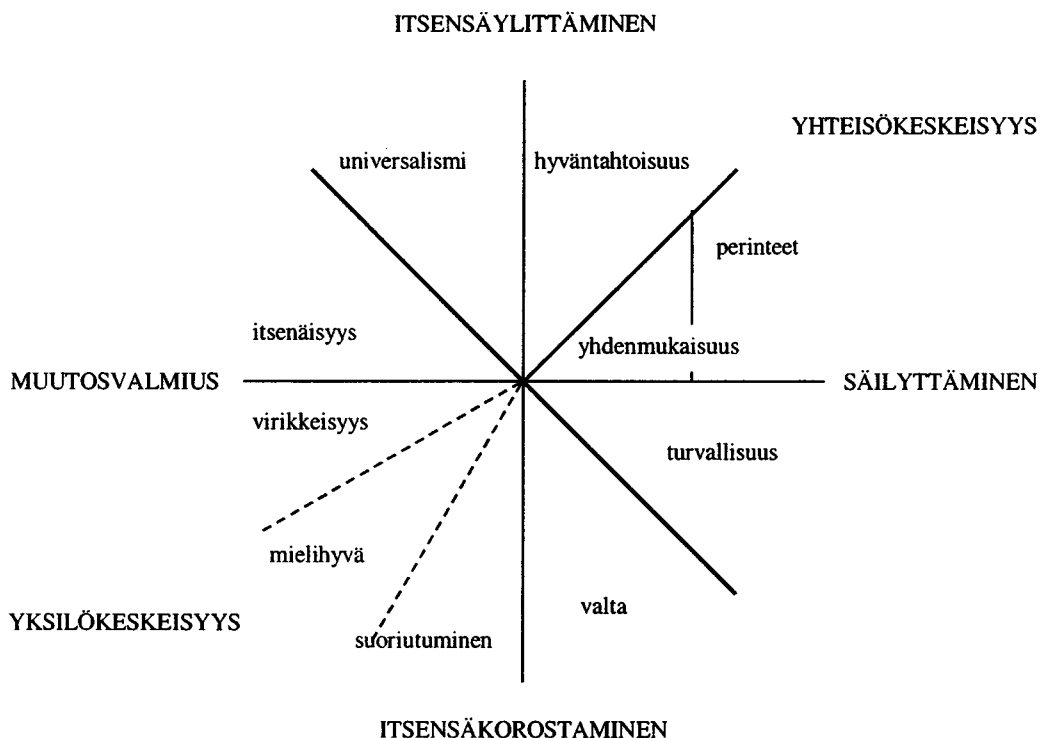 ITSENSÄYLITTÄMINEN
YHTEISÖKESKEISYYS
universalismi
hyväntahtoisuus
perinteet
itsenäisyys
yhdenmukaisuus
MUUTOSVALMIUS
SÄILYTTÄMINEN
virikkeisyys
turvallisuus
mielihyvä
valta
YKSILÖKESKEISYYS
suoriutuminen
ITSENSÄKOROSTAMINEN